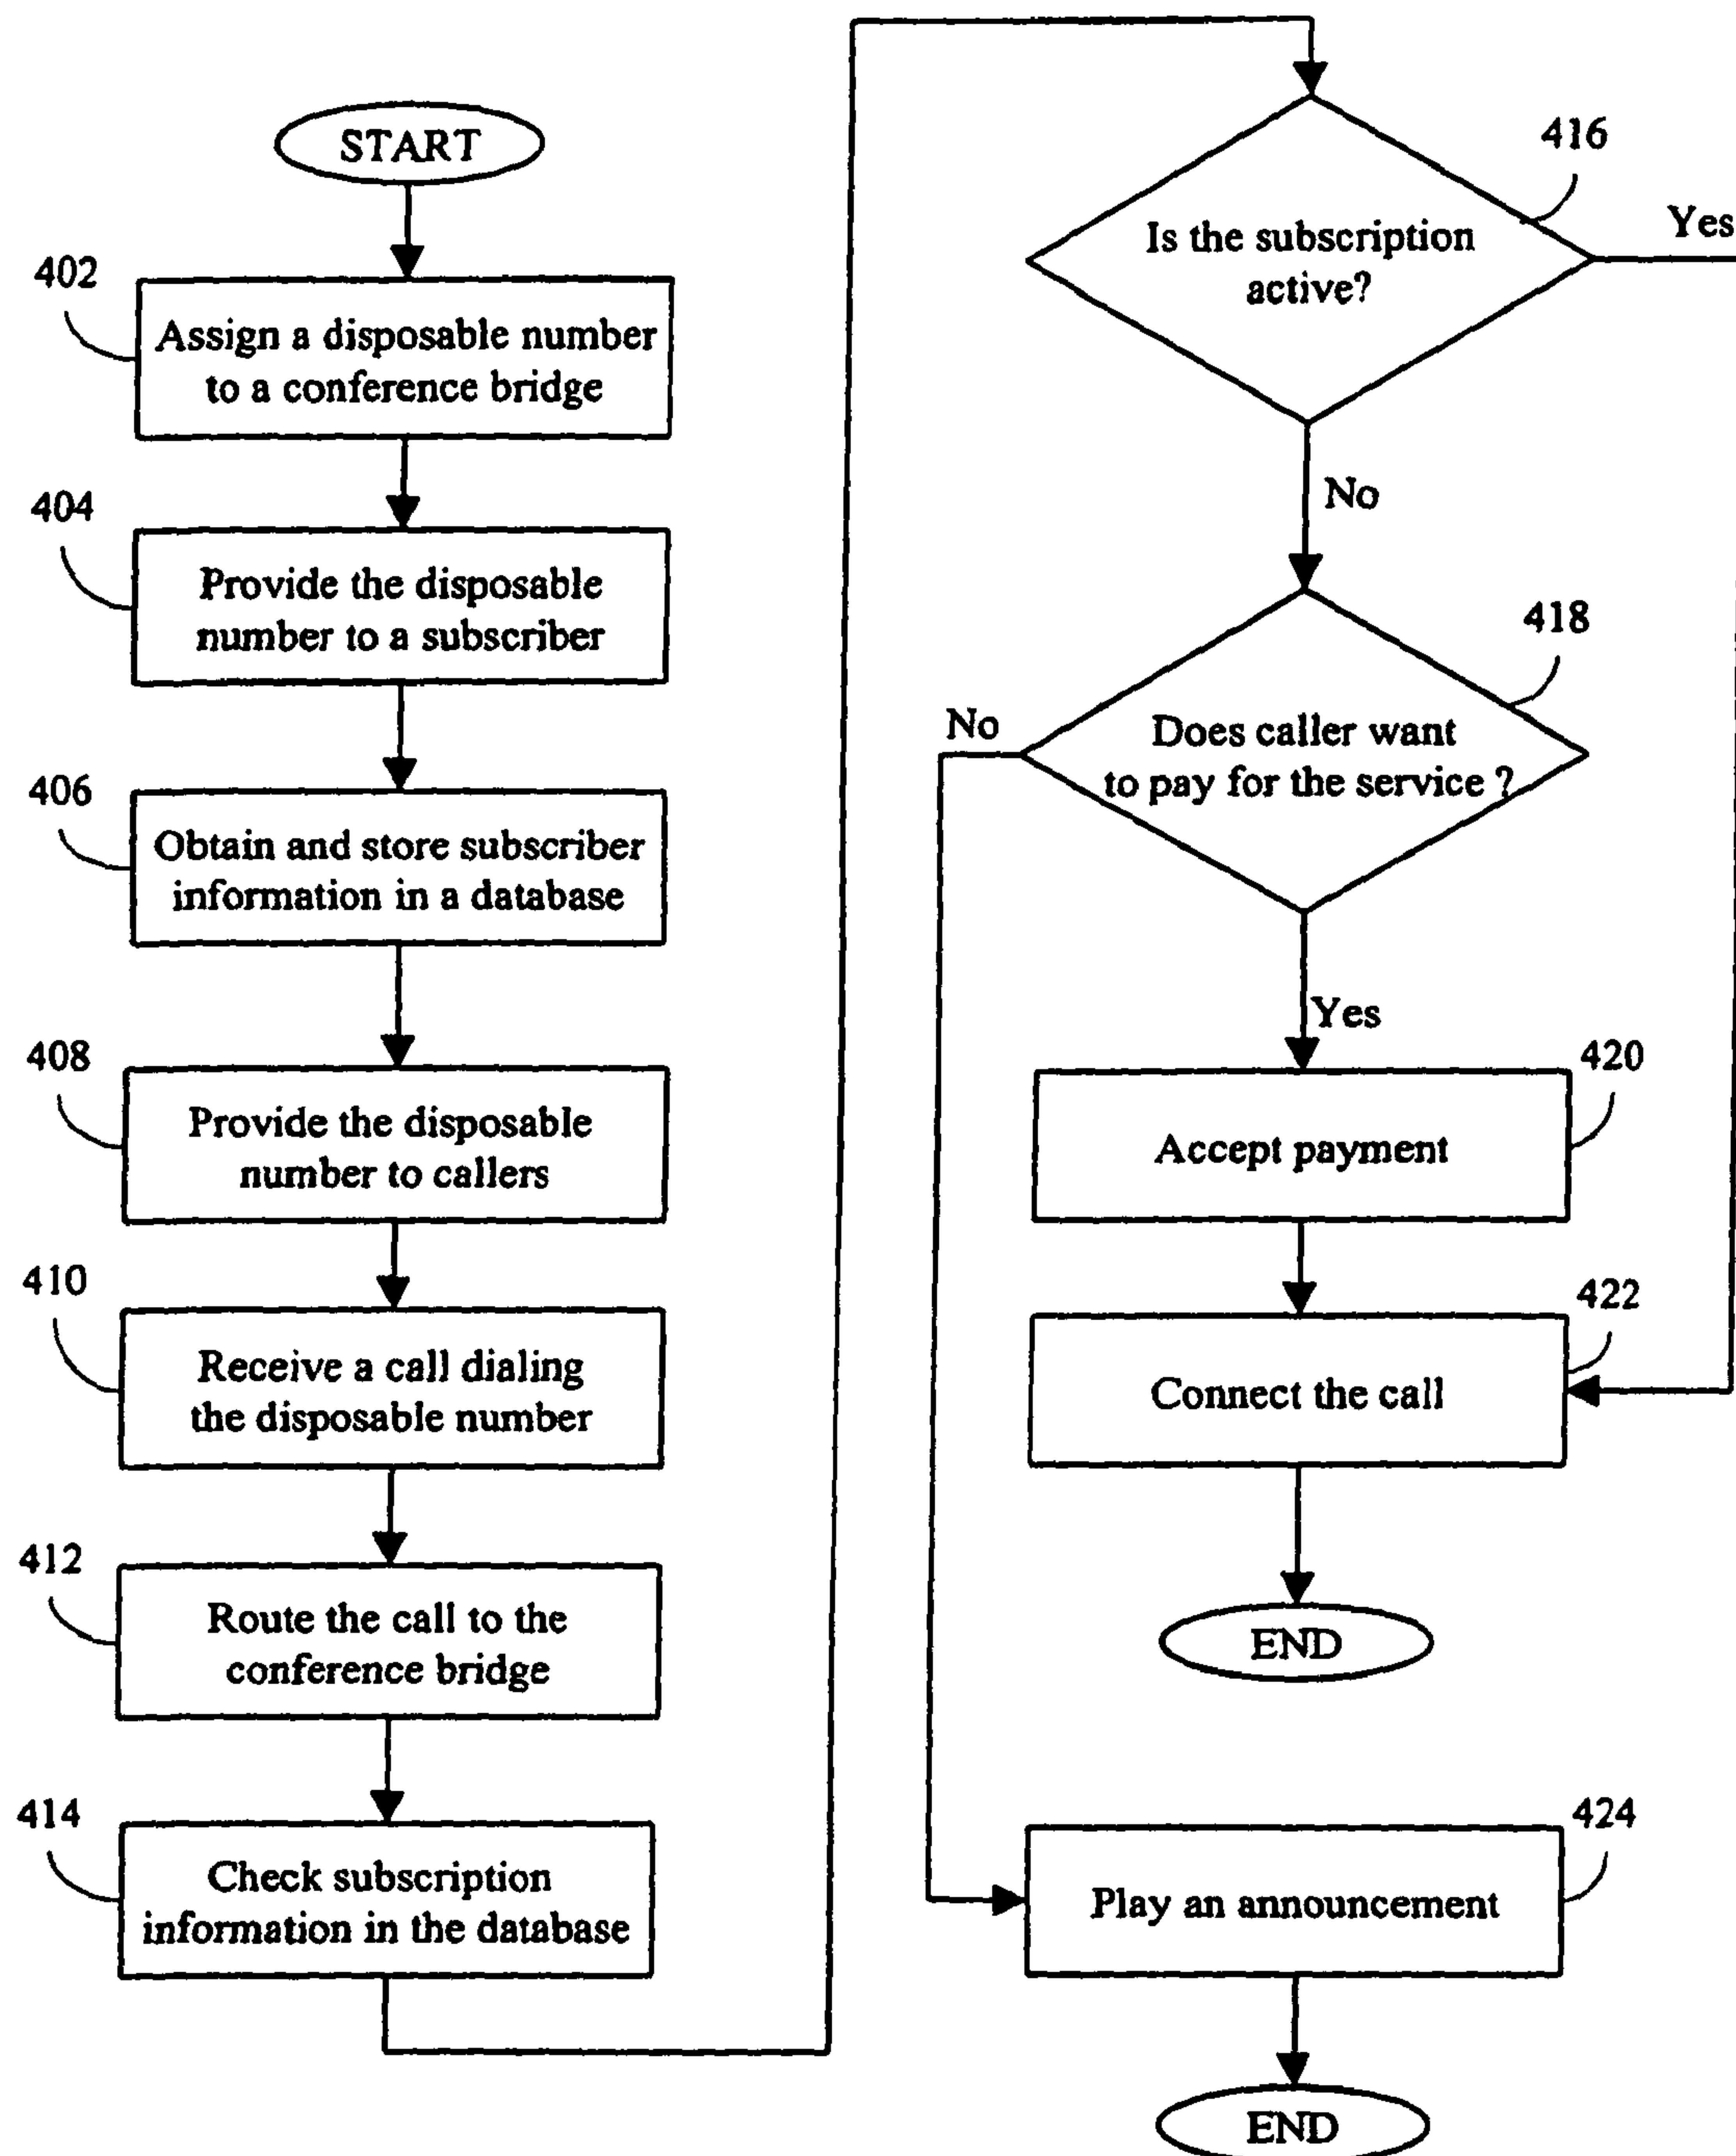 START
402
Assign a disposable number
to a conference bridge
404
Provide the disposable
number to a subscriber
406
Obtain and store subscriber
information in a database
408
Provide the disposable
number to callers
410
Receive a call dialing
the disposable number
412
Route the call to the
conference bridge
414
Check subscription
information in the database
416
Is the subscription
active?
Yes
No
418
Does caller want
to pay for the service ?
No
Yes
420
Accept payment
422
Connect the call
END
424
Play an announcement
END